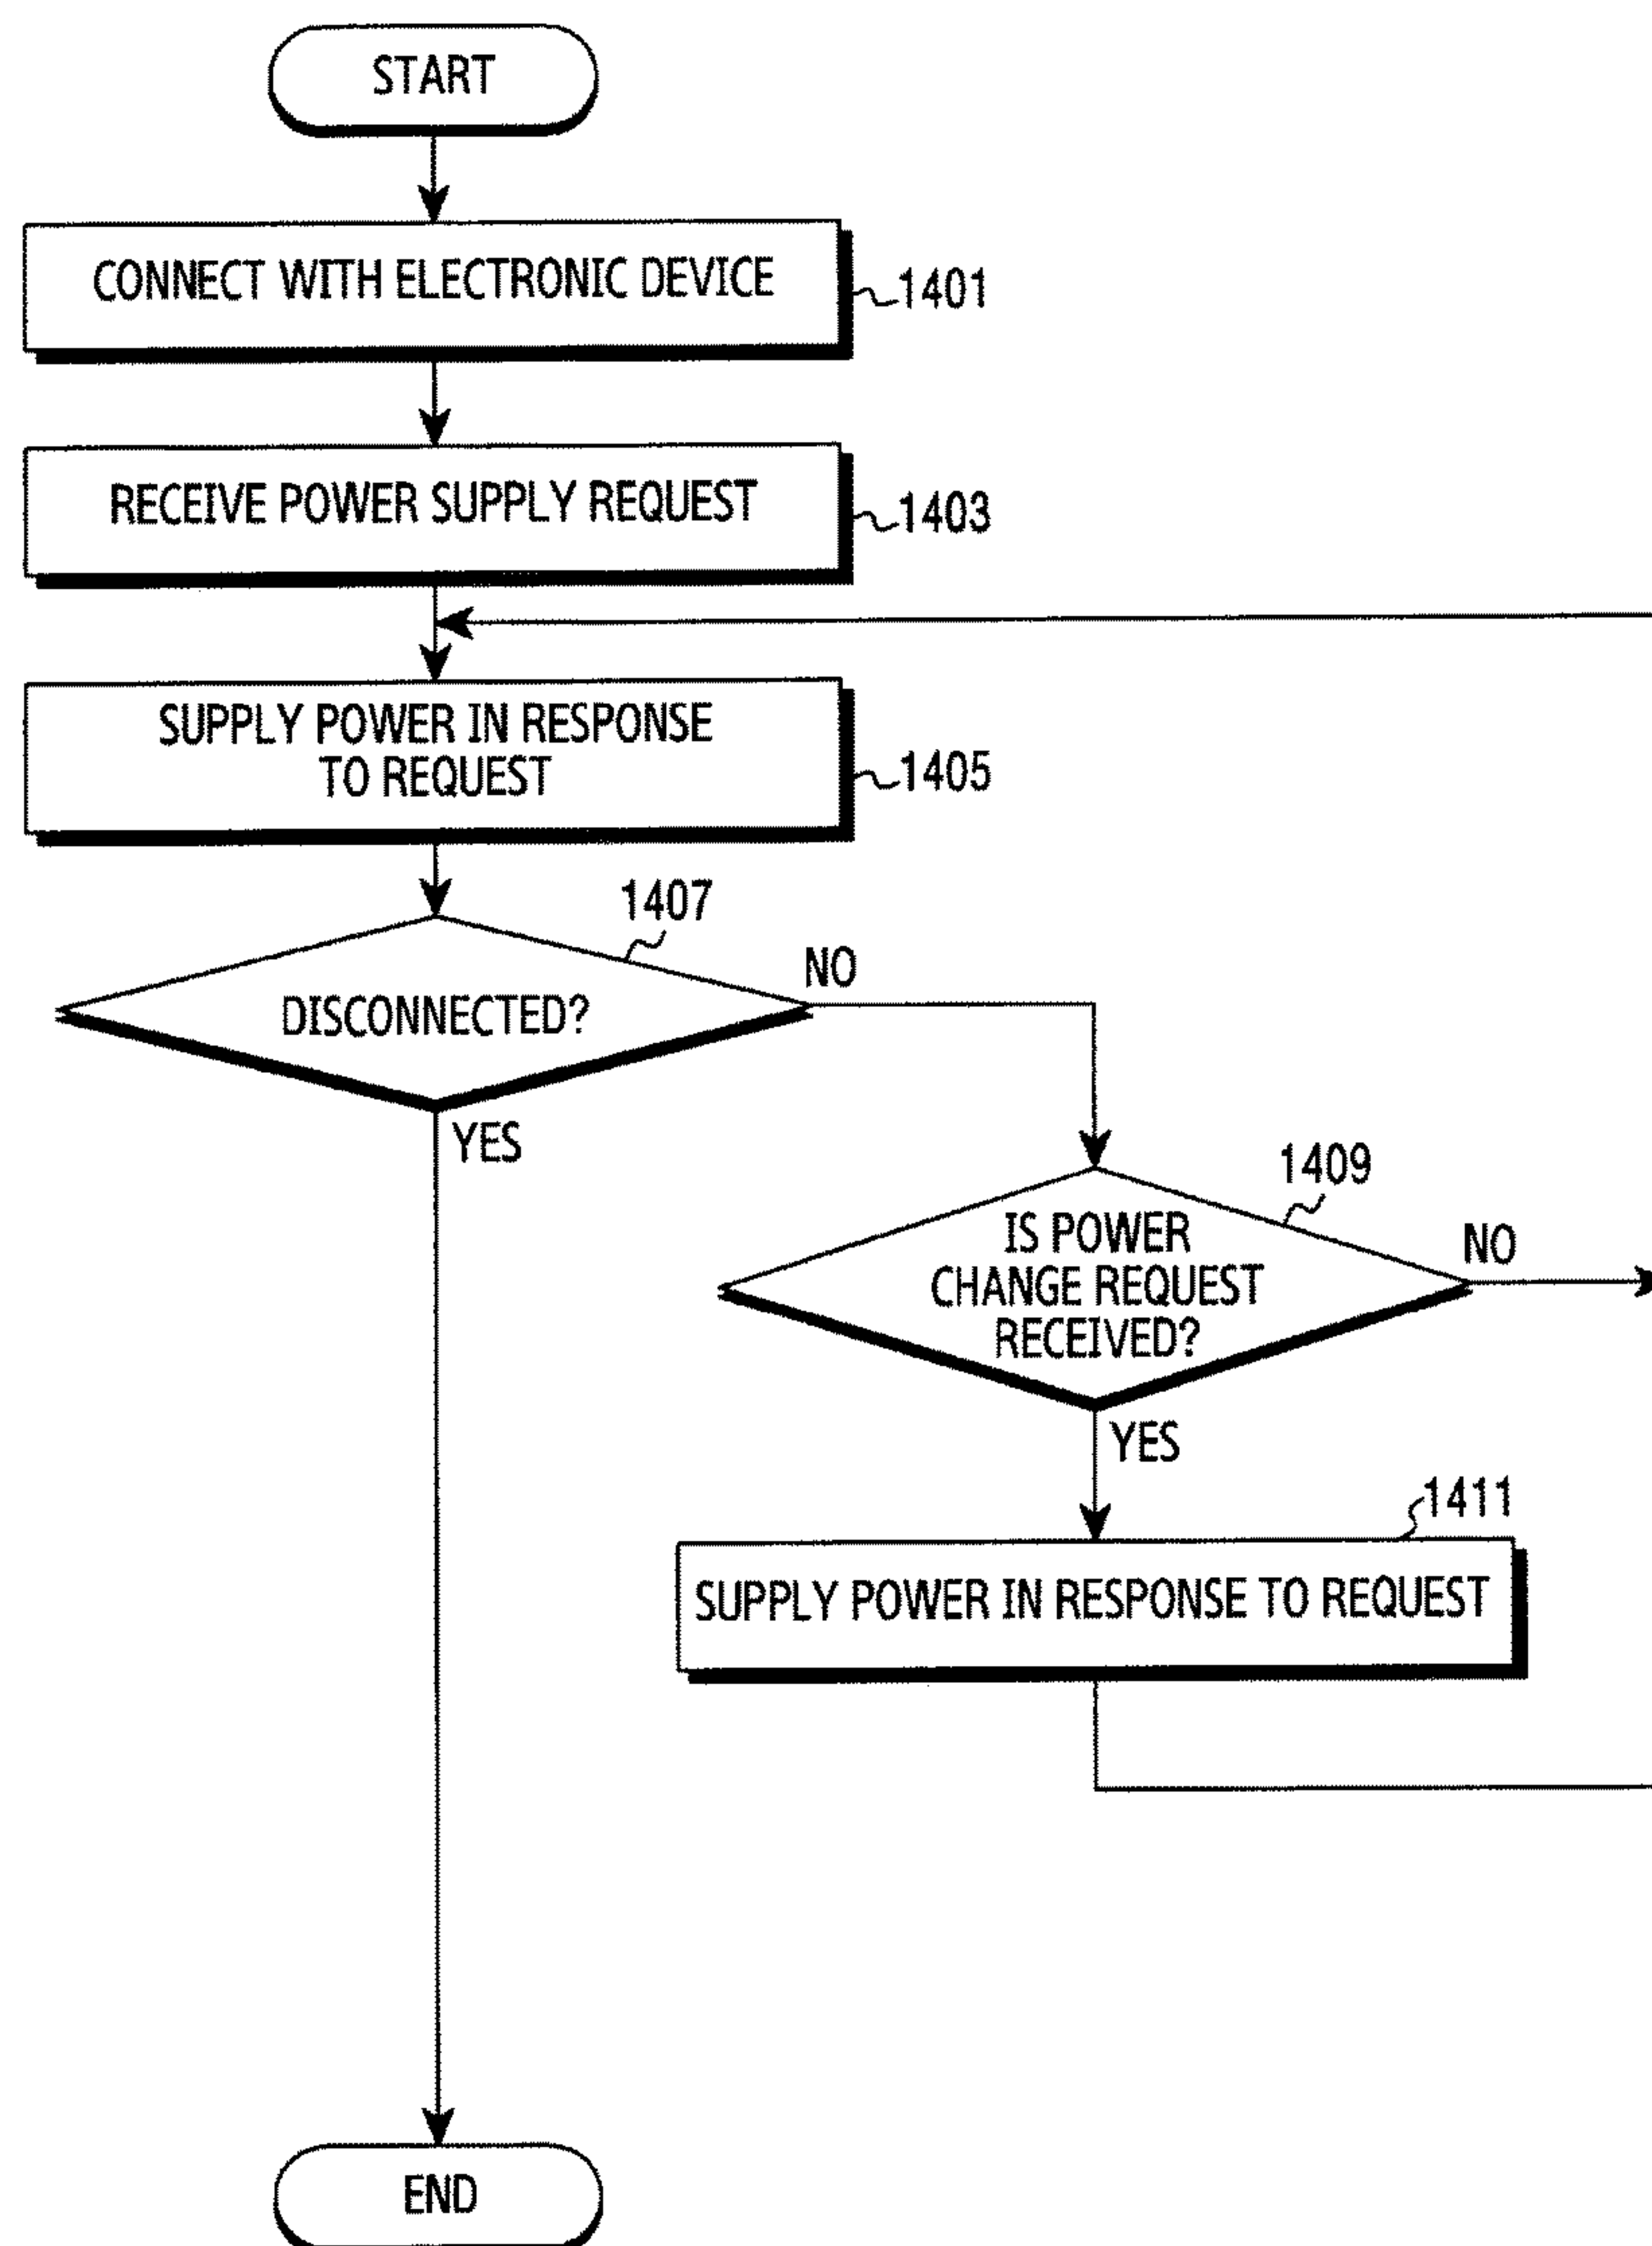 START
CONNECT WITH ELECTRONIC DEVICE
1401
RECEIVE POWER SUPPLY REQUEST
1403
SUPPLY POWER IN RESPONSE
TO REQUEST
1405
1407
DISCONNECTED?
NO
YES
1409
IS POWER
CHANGE REQUEST
RECEIVED?
NO
YES
1411
SUPPLY POWER IN RESPONSE TO REQUEST
END